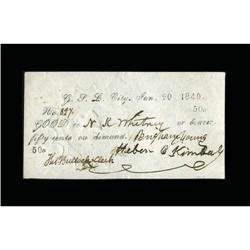 G. S. L. City, Jan. 20 1849.
No. 827. 50c
GOOD to N. K. Whitney or bearer
fifty cents on demand. Brigham Young
50c Heber C Kimball
Thos Bullock Clerk